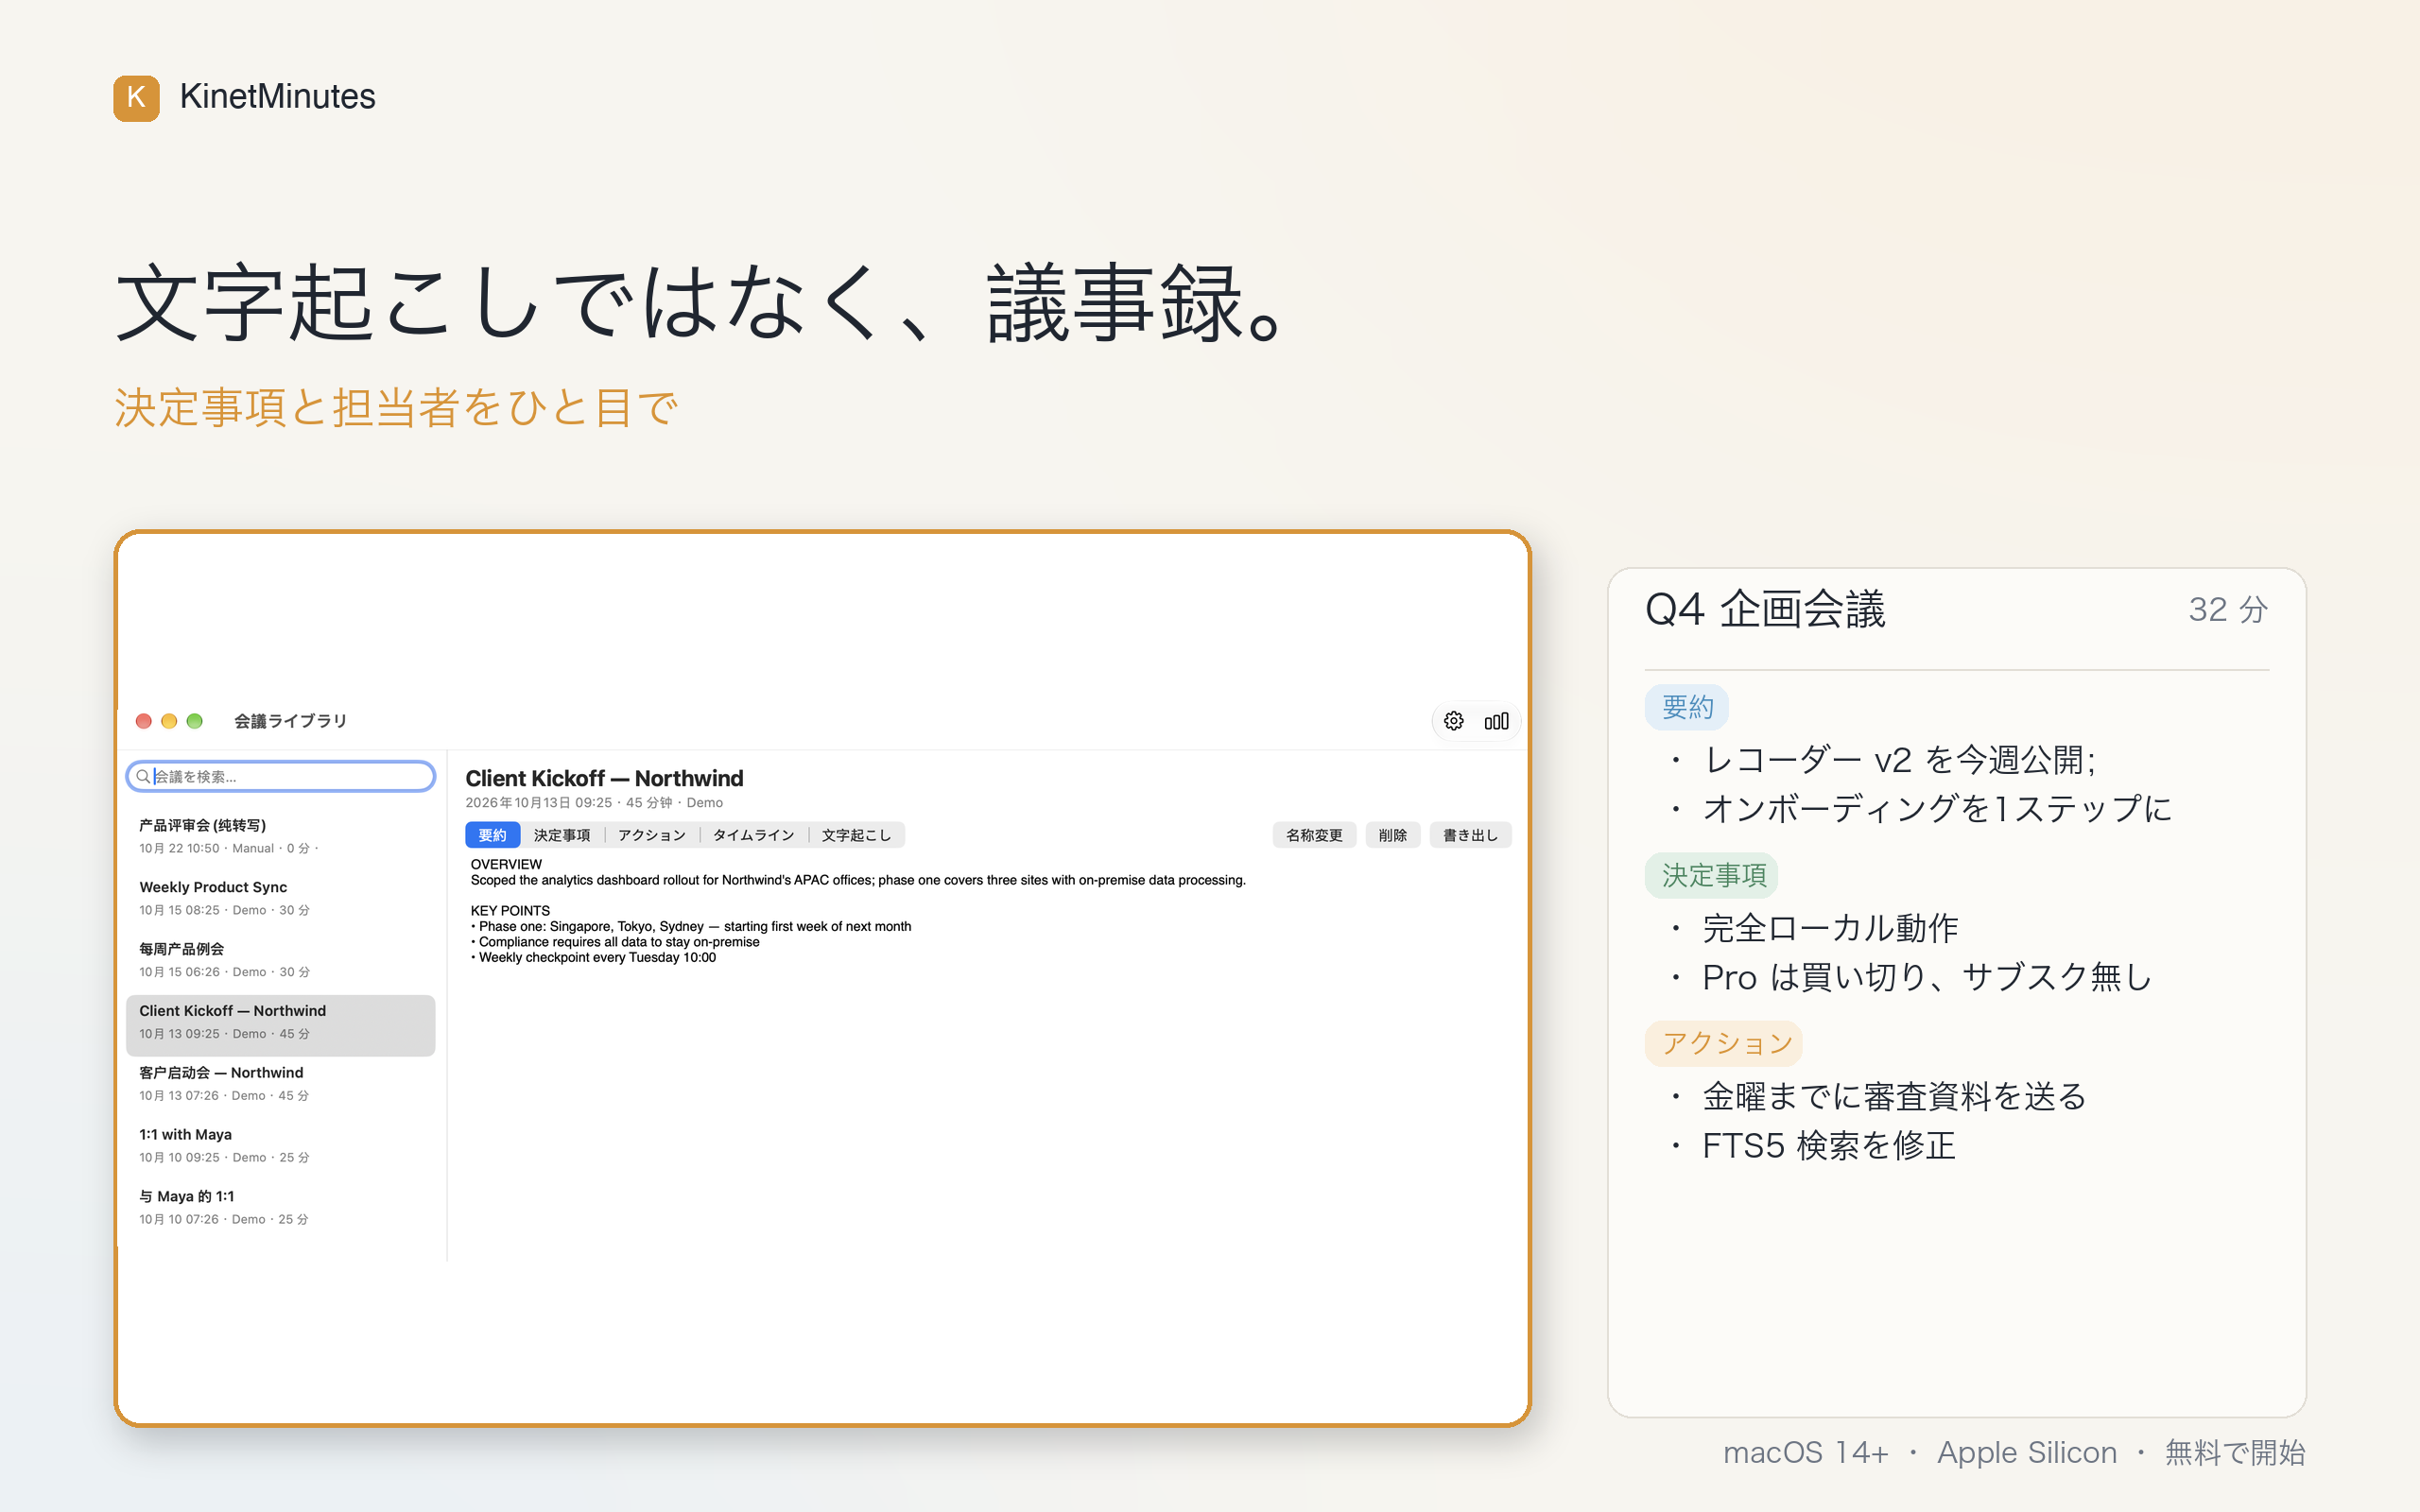 K KinetMinutes
文字起こしではなく、議事録。
決定事項と担当者をひと目で
会議ライブラリ
会議を検索...
产品评审会 (纯转写)
10月 22 10:50 · Manual · 0 分 ·
Weekly Product Sync
10月 15 08:25 · Demo · 30 分
每周产品例会
10月 15 06:26 · Demo · 30 分
Client Kickoff — Northwind
10月 13 09:25 · Demo · 45 分
客户启动会 — Northwind
10月 13 07:26 · Demo · 45 分
1:1 with Maya
10月 10 09:25 · Demo · 25 分
与 Maya 的 1:1
10月 10 07:26 · Demo · 25 分
Client Kickoff — Northwind
2026年10月13日 09:25 · 45 分钟 · Demo
要約 決定事項 アクション タイムライン 文字起こし 名称変更 削除 書き出し
OVERVIEW
Scoped the analytics dashboard rollout for Northwind's APAC offices; phase one covers three sites with on-premise data processing.
KEY POINTS
• Phase one: Singapore, Tokyo, Sydney — starting first week of next month
• Compliance requires all data to stay on-premise
• Weekly checkpoint every Tuesday 10:00
Q4 企画会議 32 分
要約
・ レコーダー v2 を今週公開;
・ オンボーディングを1ステップに
決定事項
・ 完全ローカル動作
・ Pro は買い切り、サブスク無し
アクション
・ 金曜までに審査資料を送る
・ FTS5 検索を修正
macOS 14+ ・ Apple Silicon ・ 無料で開始